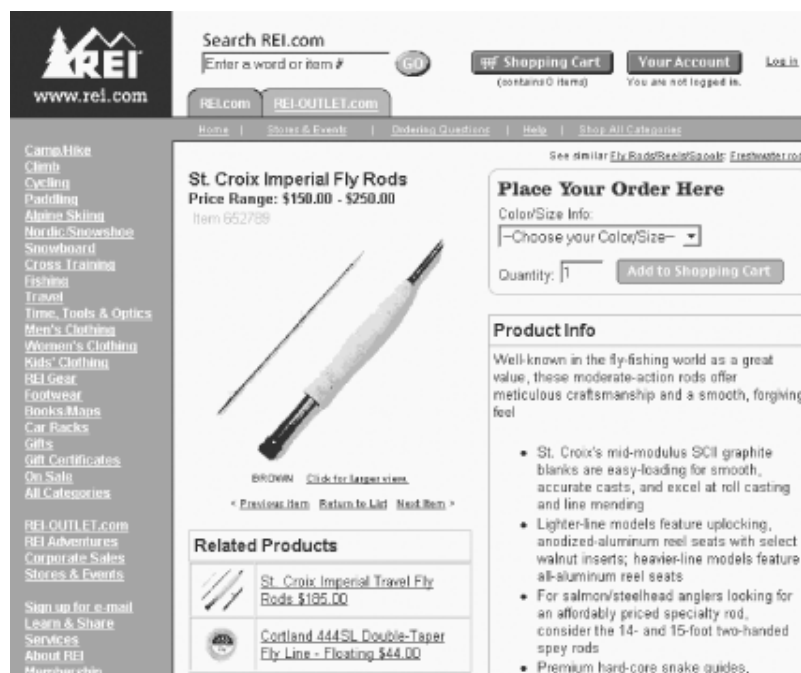 REI
www.rei.com
Search REI.com
Enter a word or item #
GO
Shopping Cart
(contains 0 items)
Your Account
You are not logged in.
Log in
REI.com
REI-OUTLET.com
Home | Stores & Events | Ordering Questions | Help | Shop All Categories
Camp/Hike
Climb
Cycling
Paddling
Alpine Skiing
Nordic/Snowshoe
Snowboard
Cross Training
Fishing
Travel
Time, Tools & Optics
Men's Clothing
Women's Clothing
Kids' Clothing
REI Gear
Footwear
Books/Maps
Car Racks
Gifts
Gift Certificates
On Sale
All Categories
REI-OUTLET.com
REI Adventures
Corporate Sales
Stores & Events
Sign up for e-mail
Learn & Share
Services
About REI
Membership
See similar Fly Rods/Reels/Spools: Freshwater rod
St. Croix Imperial Fly Rods
Price Range: $150.00 - $250.00
Item 652789
BROWN Click for larger view.
< Previous Item Return to List Next Item >
Related Products
St. Croix Imperial Travel Fly
Rods $185.00
Cortland 444SL Double-Taper
Fly Line - Floating $44.00
Place Your Order Here
Color/Size Info:
--Choose your Color/Size--
Quantity: 1
Add to Shopping Cart
Product Info
Well-known in the fly-fishing world as a great
value, these moderate-action rods offer
meticulous craftsmanship and a smooth, forgiving
feel
• St. Croix's mid-modulus SCII graphite
blanks are easy-loading for smooth,
accurate casts, and excel at roll casting
and line mending
• Lighter-line models feature uplocking,
anodized-aluminum reel seats with select
walnut inserts; heavier-line models feature
all-aluminum reel seats
• For salmon/steelhead anglers looking for
an affordably priced specialty rod,
consider the 14- and 15-foot two-handed
spey rods
• Premium hard-core snake guides,